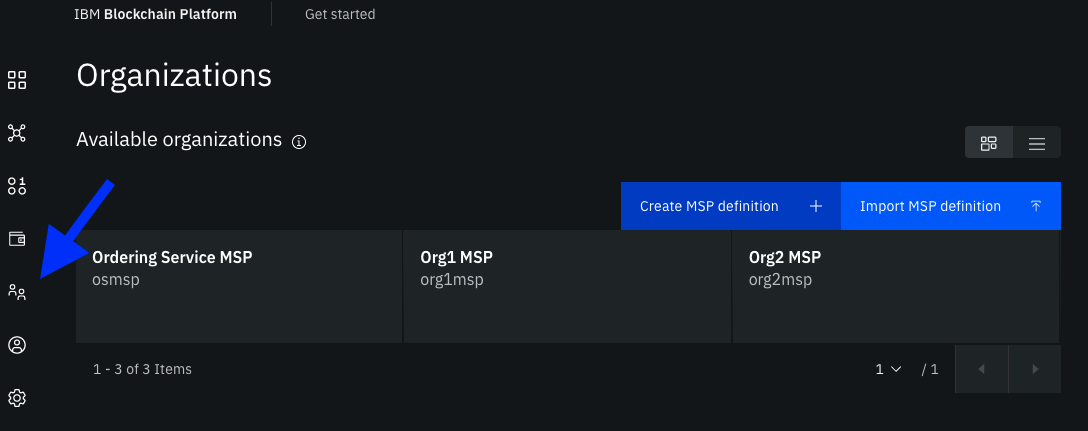 IBM Blockchain Platform Get started
Organizations
Available organizations
Create MSP definition Import MSP definition
Ordering Service MSP Org1 MSP Org2 MSP
osmsp org1msp org2msp
1 - 3 of 3 Items 1 / 1